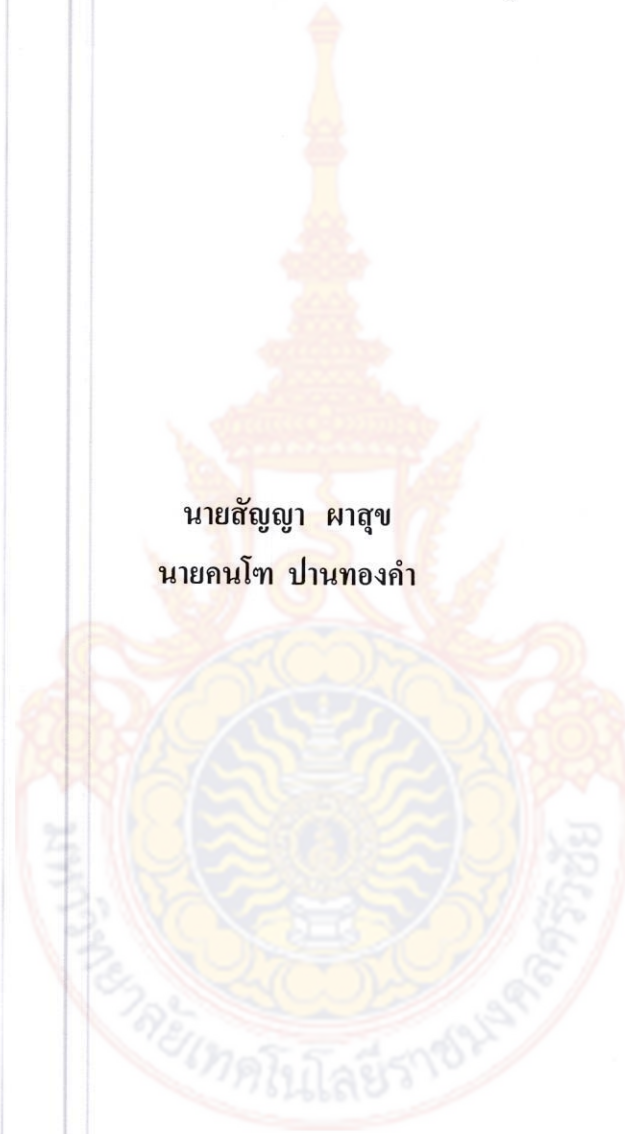 นายสัญญา ผาสุข
นายคนโฑ ปานทองคำ
มหาวิทยาลัยเทคโนโลยีราชมงคลศรีวิชัย